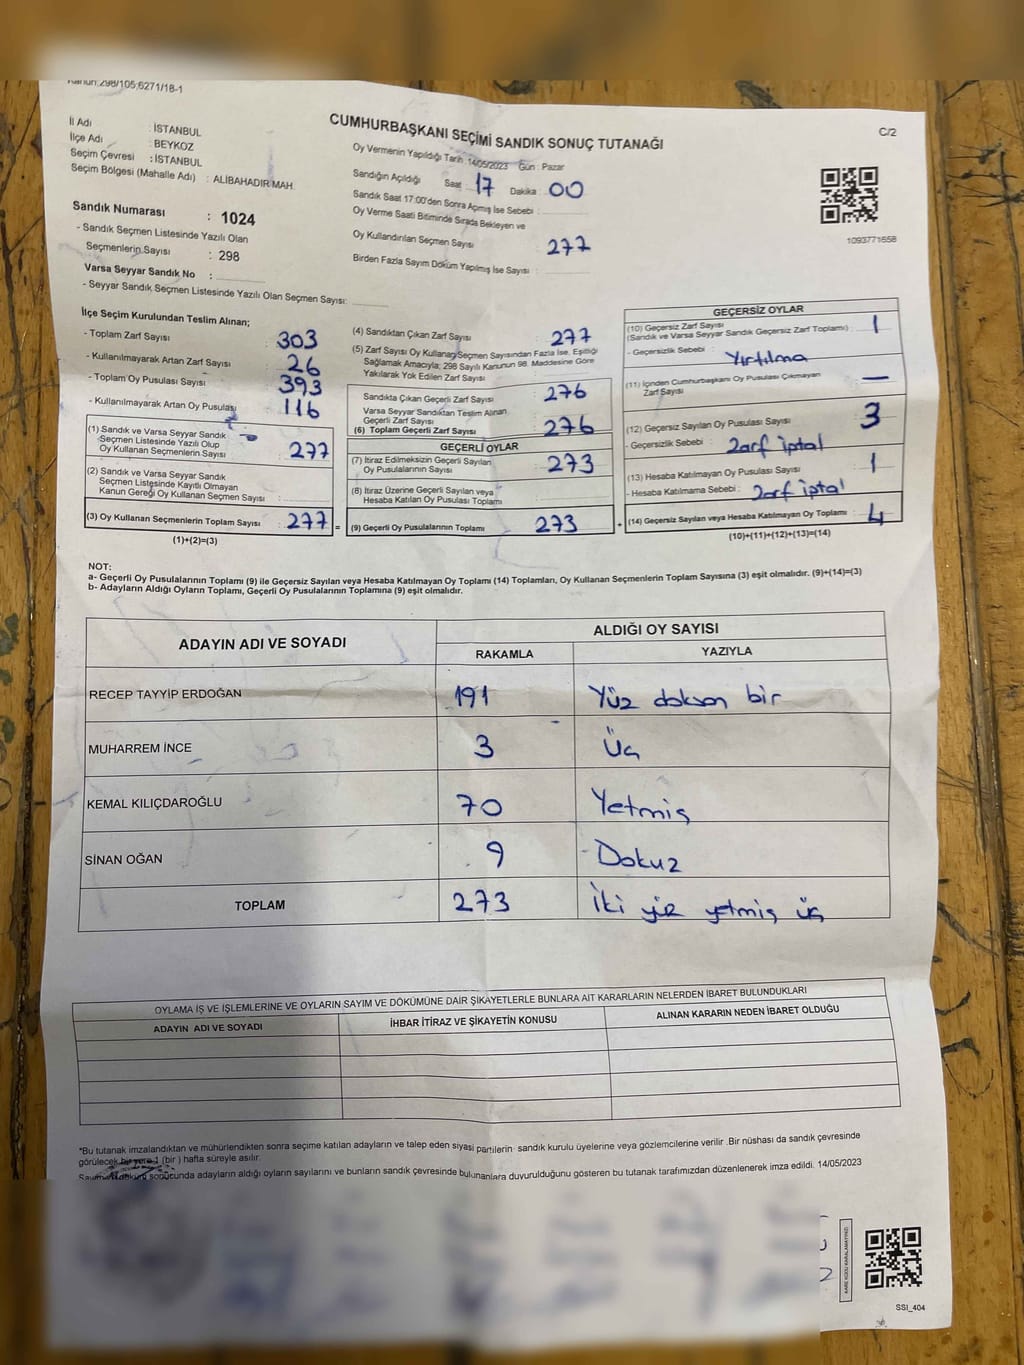 Kanun:298/105;6271/18-1
C/2
CUMHURBAŞKANI SEÇİMİ SANDIK SONUÇ TUTANAĞI
İl Adı : İSTANBUL
İlçe Adı : BEYKOZ
Seçim Çevresi : İSTANBUL
Seçim Bölgesi (Mahalle Adı) : ALİBAHADIR MAH.
Sandık Numarası : 1024
- Sandık Seçmen Listesinde Yazılı Olan
Seçmenlerin Sayısı : 298
Varsa Seyyar Sandık No :
- Seyyar Sandık Seçmen Listesinde Yazılı Olan Seçmen Sayısı:
Oy Vermenin Yapıldığı Tarih :14/05/2023 Gün : Pazar
Sandığın Açıldığı Saat : 17 Dakika : 00
Sandık Saat 17:00'den Sonra Açımış İse Sebebi :
Oy Verme Saati Bitiminde Sırada Bekleyen ve
Oy Kullandırılan Seçmen Sayısı : 277
Birden Fazla Sayım Döküm Yapılmış İse Sayısı :
1093771658
İlçe Seçim Kurulundan Teslim Alınan;
- Toplam Zarf Sayısı : 303
- Kullanılmayarak Artan Zarf Sayısı : 26
- Toplam Oy Pusulası Sayısı : 393
- Kullanılmayarak Artan Oy Pusulası : 116
(1) Sandık ve Varsa Seyyar Sandık
Seçmen Listesinde Yazılı Olup
Oy Kullanan Seçmenlerin Sayısı : 277
(2) Sandık ve Varsa Seyyar Sandık
Seçmen Listesinde Kayıtlı Olmayan
Kanun Gereği Oy Kullanan Seçmen Sayısı :
(3) Oy Kullanan Seçmenlerin Toplam Sayısı : 277 =
(1)+(2)=(3)
(4) Sandıktan Çıkan Zarf Sayısı : 277
(5) Zarf Sayısı Oy Kullanan Seçmen Sayısından Fazla İse, Eşitliği
Sağlamak Amacıyla, 298 Sayılı Kanunun 98. Maddesine Göre
Yakılarak Yok Edilen Zarf Sayısı :
Sandıkta Çıkan Geçerli Zarf Sayısı : 276
Varsa Seyyar Sandıktan Teslim Alınan
Geçerli Zarf Sayısı :
(6) Toplam Geçerli Zarf Sayısı : 276
GEÇERLİ OYLAR
(7) İtiraz Edilmeksizin Geçerli Sayılan
Oy Pusulalarının Sayısı : 273
(8) İtiraz Üzerine Geçerli Sayılan veya
Hesaba Katılan Oy Pusulası Toplamı :
(9) Geçerli Oy Pusulalarının Toplamı : 273 +
GEÇERSİZ OYLAR
(10) Geçersiz Zarf Sayısı
(Sandık ve Varsa Seyyar Sandık Geçersiz Zarf Toplamı) : 1
- Geçersizlik Sebebi : Yırtılma
(11) İçinden Cumhurbaşkanı Oy Pusulası Çıkmayan
Zarf Sayısı : —
(12) Geçersiz Sayılan Oy Pusulası Sayısı : 3
- Geçersizlik Sebebi : Zarf iptal
(13) Hesaba Katılmayan Oy Pusulası Sayısı : 1
- Hesaba Katılmama Sebebi : Zarf iptal
(14) Geçersiz Sayılan veya Hesaba Katılmayan Oy Toplamı : 4
(10)+(11)+(12)+(13)=(14)
NOT:
a- Geçerli Oy Pusulalarının Toplamı (9) ile Geçersiz Sayılan veya Hesaba Katılmayan Oy Toplamı (14) Toplamları, Oy Kullanan Seçmenlerin Toplam Sayısına (3) eşit olmalıdır. (9)+(14)=(3)
b- Adayların Aldığı Oyların Toplamı, Geçerli Oy Pusulalarının Toplamına (9) eşit olmalıdır.
ADAYIN ADI VE SOYADI
ALDIĞI OY SAYISI
RAKAMLA YAZIYLA
RECEP TAYYİP ERDOĞAN 191 Yüz doksan bir
MUHARREM İNCE 3 Üç
KEMAL KILIÇDAROĞLU 70 Yetmiş
SİNAN OĞAN 9 Dokuz
TOPLAM 273 İki yüz yetmiş üç
OYLAMA İŞ VE İŞLEMLERİNE VE OYLARIN SAYIM VE DÖKÜMÜNE DAİR ŞİKAYETLERLE BUNLARA AİT KARARLARIN NELERDEN İBARET BULUNDUKLARI
ADAYIN ADI VE SOYADI İHBAR İTİRAZ VE ŞİKAYETİN KONUSU ALINAN KARARIN NEDEN İBARET OLDUĞU
*Bu tutanak imzalandıktan ve mühürlendikten sonra seçime katılan adayların ve talep eden siyasi partilerin sandık kurulu üyelerine veya gözlemcilerine verilir .Bir nüshası da sandık çevresinde
görülecek bir yere 1 (bir ) hafta süreyle asılır.
sonucunda adayların aldığı oyların sayılarını ve bunların sandık çevresinde bulunanlara duyurulduğunu gösteren bu tutanak tarafımızdan düzenlenerek imza edildi. 14/05/2023
SSI_404